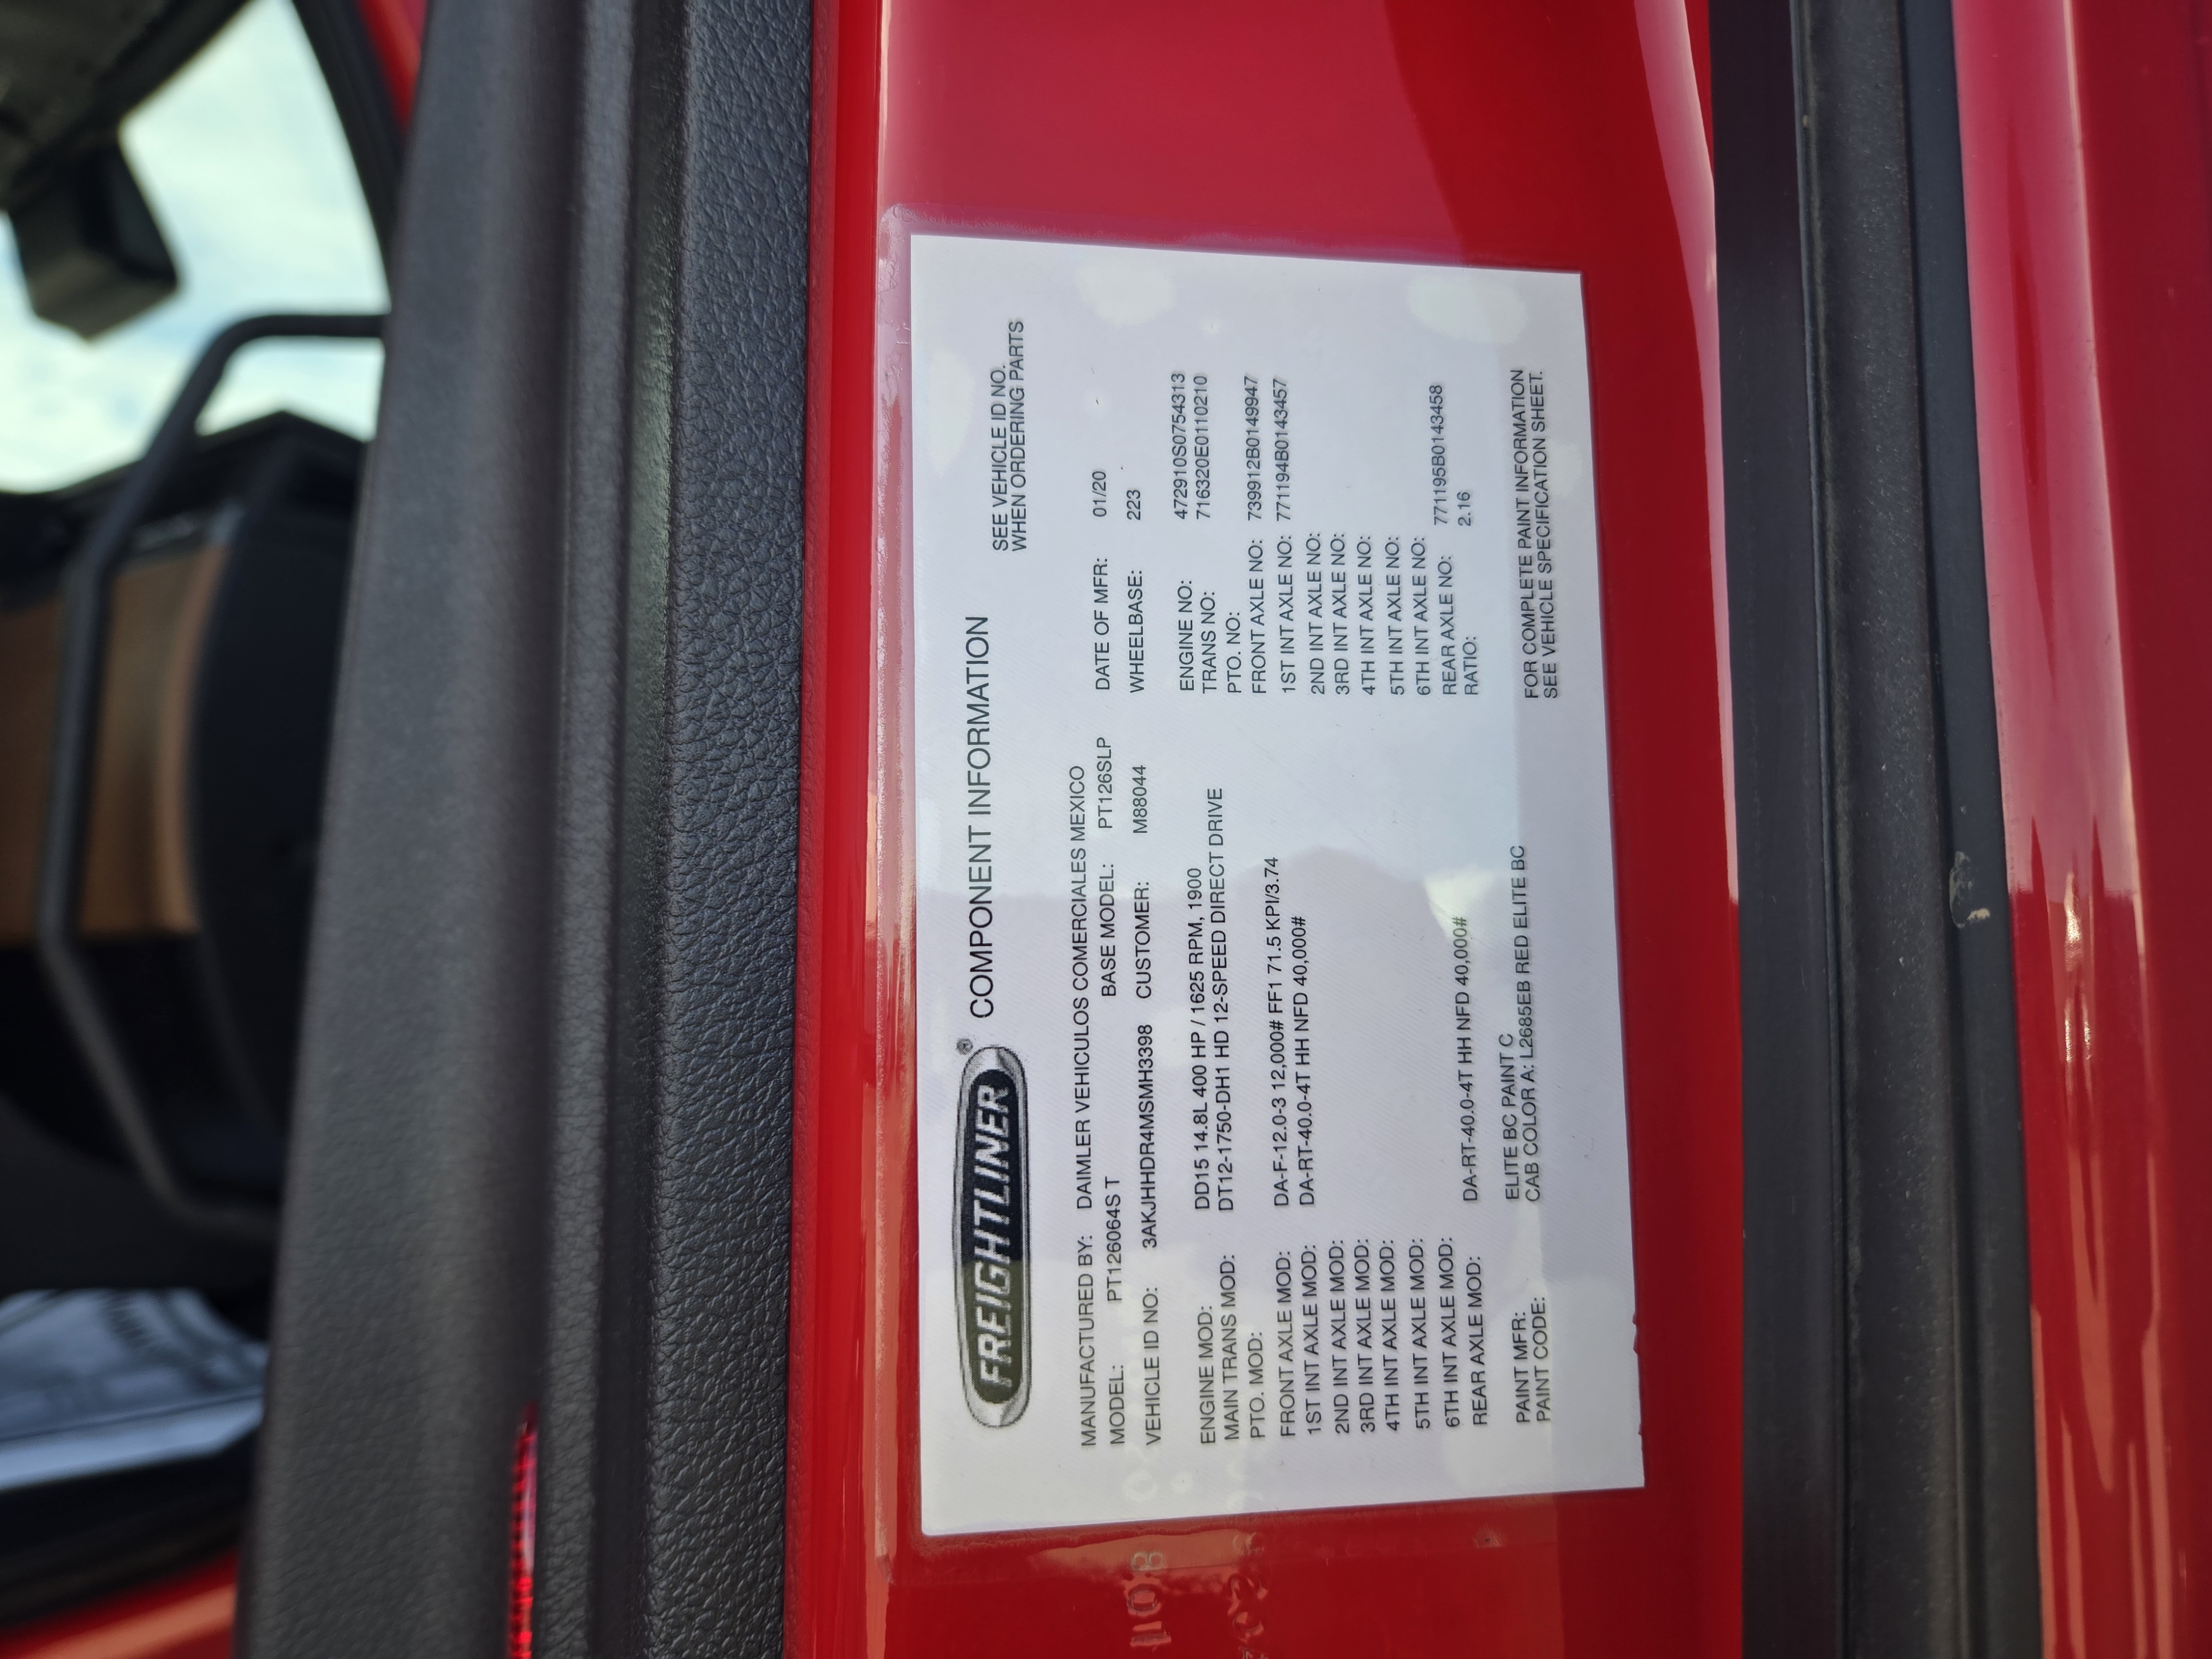 FREIGHTLINER® COMPONENT INFORMATION
SEE VEHICLE ID NO.
WHEN ORDERING PARTS
MANUFACTURED BY: DAIMLER VEHICULOS COMERCIALES MEXICO
MODEL: PT126064S T BASE MODEL: PT126SLP DATE OF MFR: 01/20
VEHICLE ID NO: 3AKJHHDR4MSMH3398 CUSTOMER: M88044 WHEELBASE: 223
ENGINE MOD: DD15 14.8L 400 HP / 1625 RPM, 1900 ENGINE NO: 472910S0754313
MAIN TRANS MOD: DT12-1750-DH1 HD 12-SPEED DIRECT DRIVE TRANS NO: 716320E0110210
PTO. MOD: PTO. NO:
FRONT AXLE MOD: DA-F-12.0-3 12,000# FF1 71.5 KPI/3.74 FRONT AXLE NO: 739912B0149947
1ST INT AXLE MOD: DA-RT-40.0-4T HH NFD 40,000# 1ST INT AXLE NO: 771194B0143457
2ND INT AXLE MOD: 2ND INT AXLE NO:
3RD INT AXLE MOD: 3RD INT AXLE NO:
4TH INT AXLE MOD: 4TH INT AXLE NO:
5TH INT AXLE MOD: 5TH INT AXLE NO:
6TH INT AXLE MOD: 6TH INT AXLE NO:
REAR AXLE MOD: DA-RT-40.0-4T HH NFD 40,000# REAR AXLE NO: 771195B0143458
RATIO: 2.16
PAINT MFR: ELITE BC PAINT C FOR COMPLETE PAINT INFORMATION
PAINT CODE: CAB COLOR A: L2685EB RED ELITE BC SEE VEHICLE SPECIFICATION SHEET.